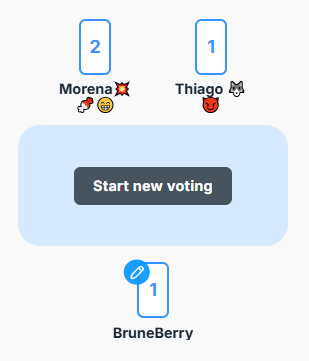 2 1
Morena💥 Thiago 🐺
🐔😁 😈
Start new voting
1
BruneBerry